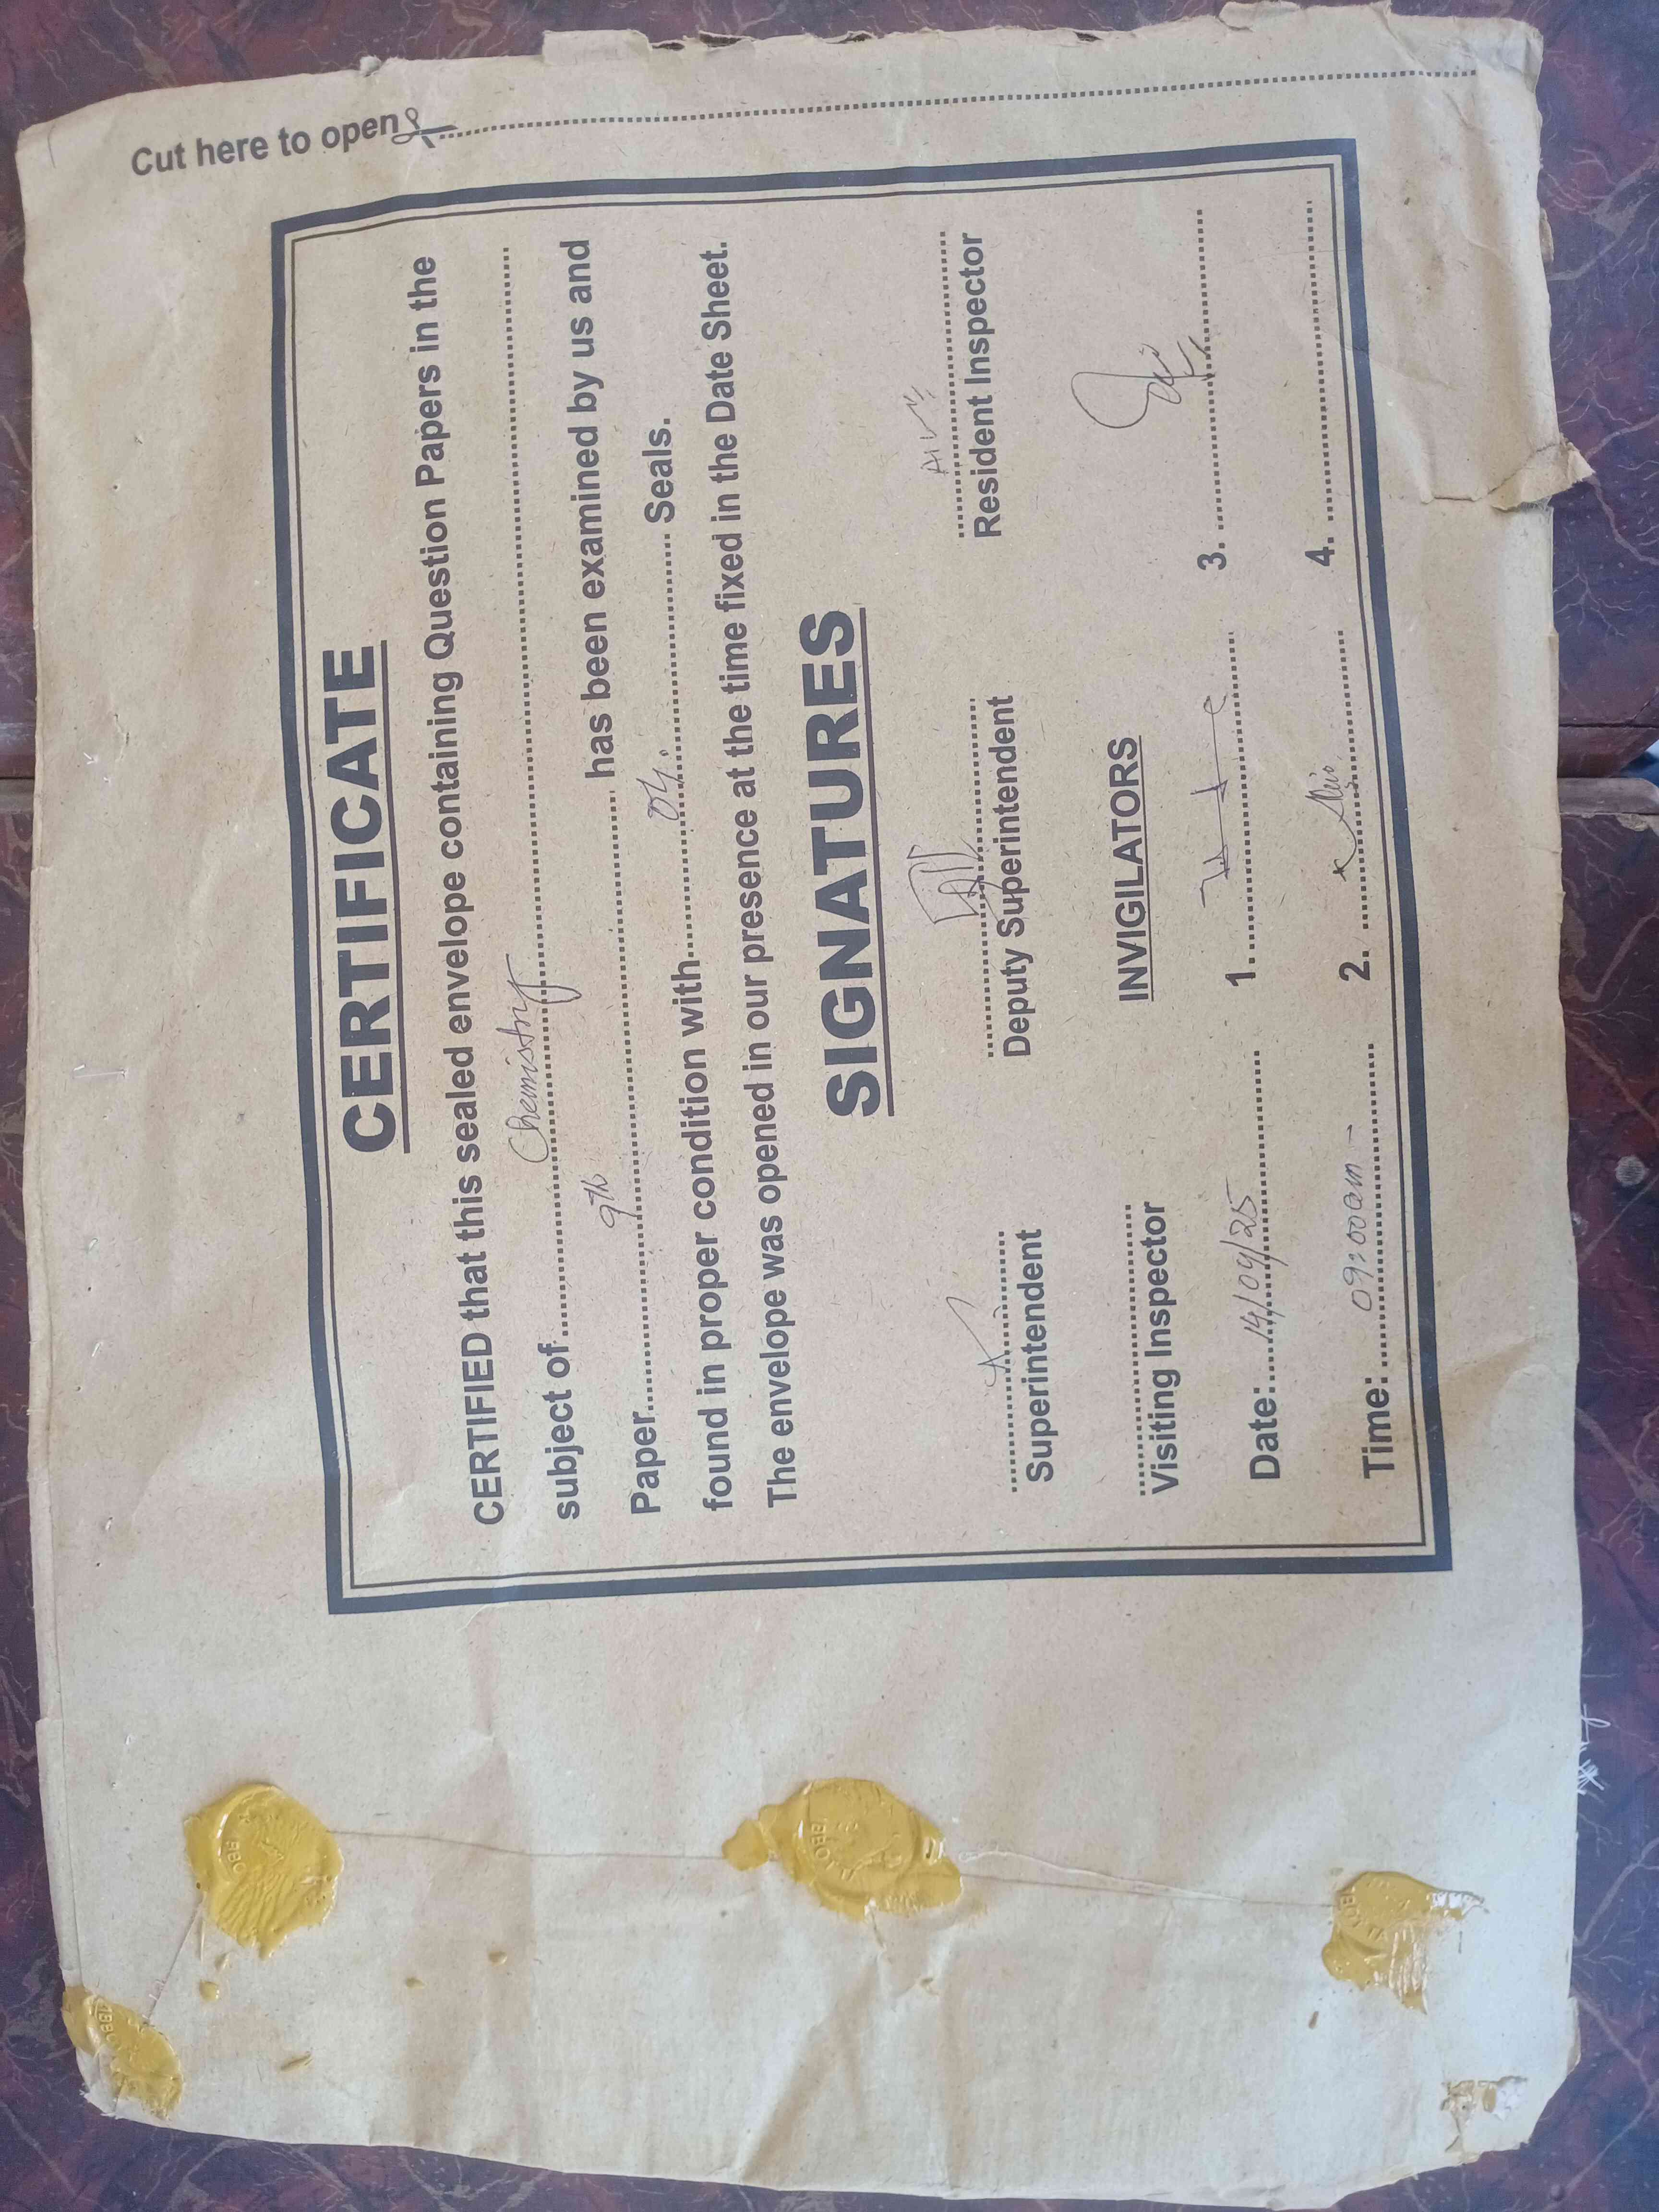 Cut here to open
CERTIFICATE
CERTIFIED that this sealed envelope containing Question Papers in the
subject of Chemistry
Paper 9th has been examined by us and
found in proper condition with 04 Seals.
The envelope was opened in our presence at the time fixed in the Date Sheet.
SIGNATURES
Superintendent Deputy Superintendent Resident Inspector
Visiting Inspector INVIGILATORS
Date: 14/04/25 1. 3.
Time: 09:00am 2. 4.